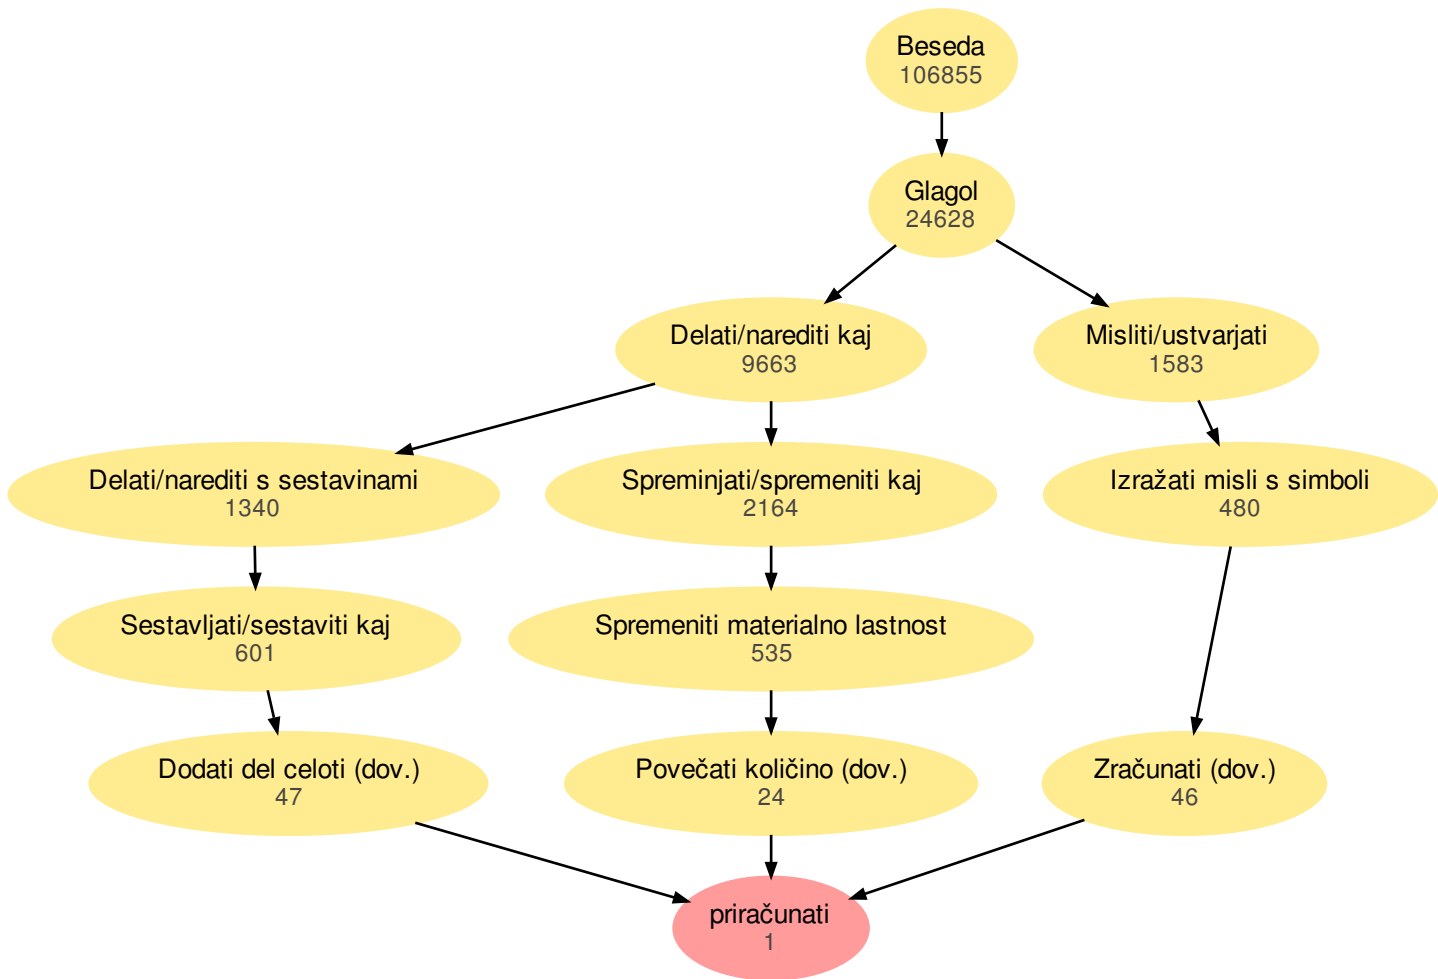 Beseda
106855
Glagol
24628
Delati/narediti kaj
9663
Misliti/ustvarjati
1583
Delati/narediti s sestavinami
1340
Spreminjati/spremeniti kaj
2164
Izražati misli s simboli
480
Sestavljati/sestaviti kaj
601
Spremeniti materialno lastnost
535
Dodati del celoti (dov.)
47
Povečati količino (dov.)
24
Zračunati (dov.)
46
priračunati
1